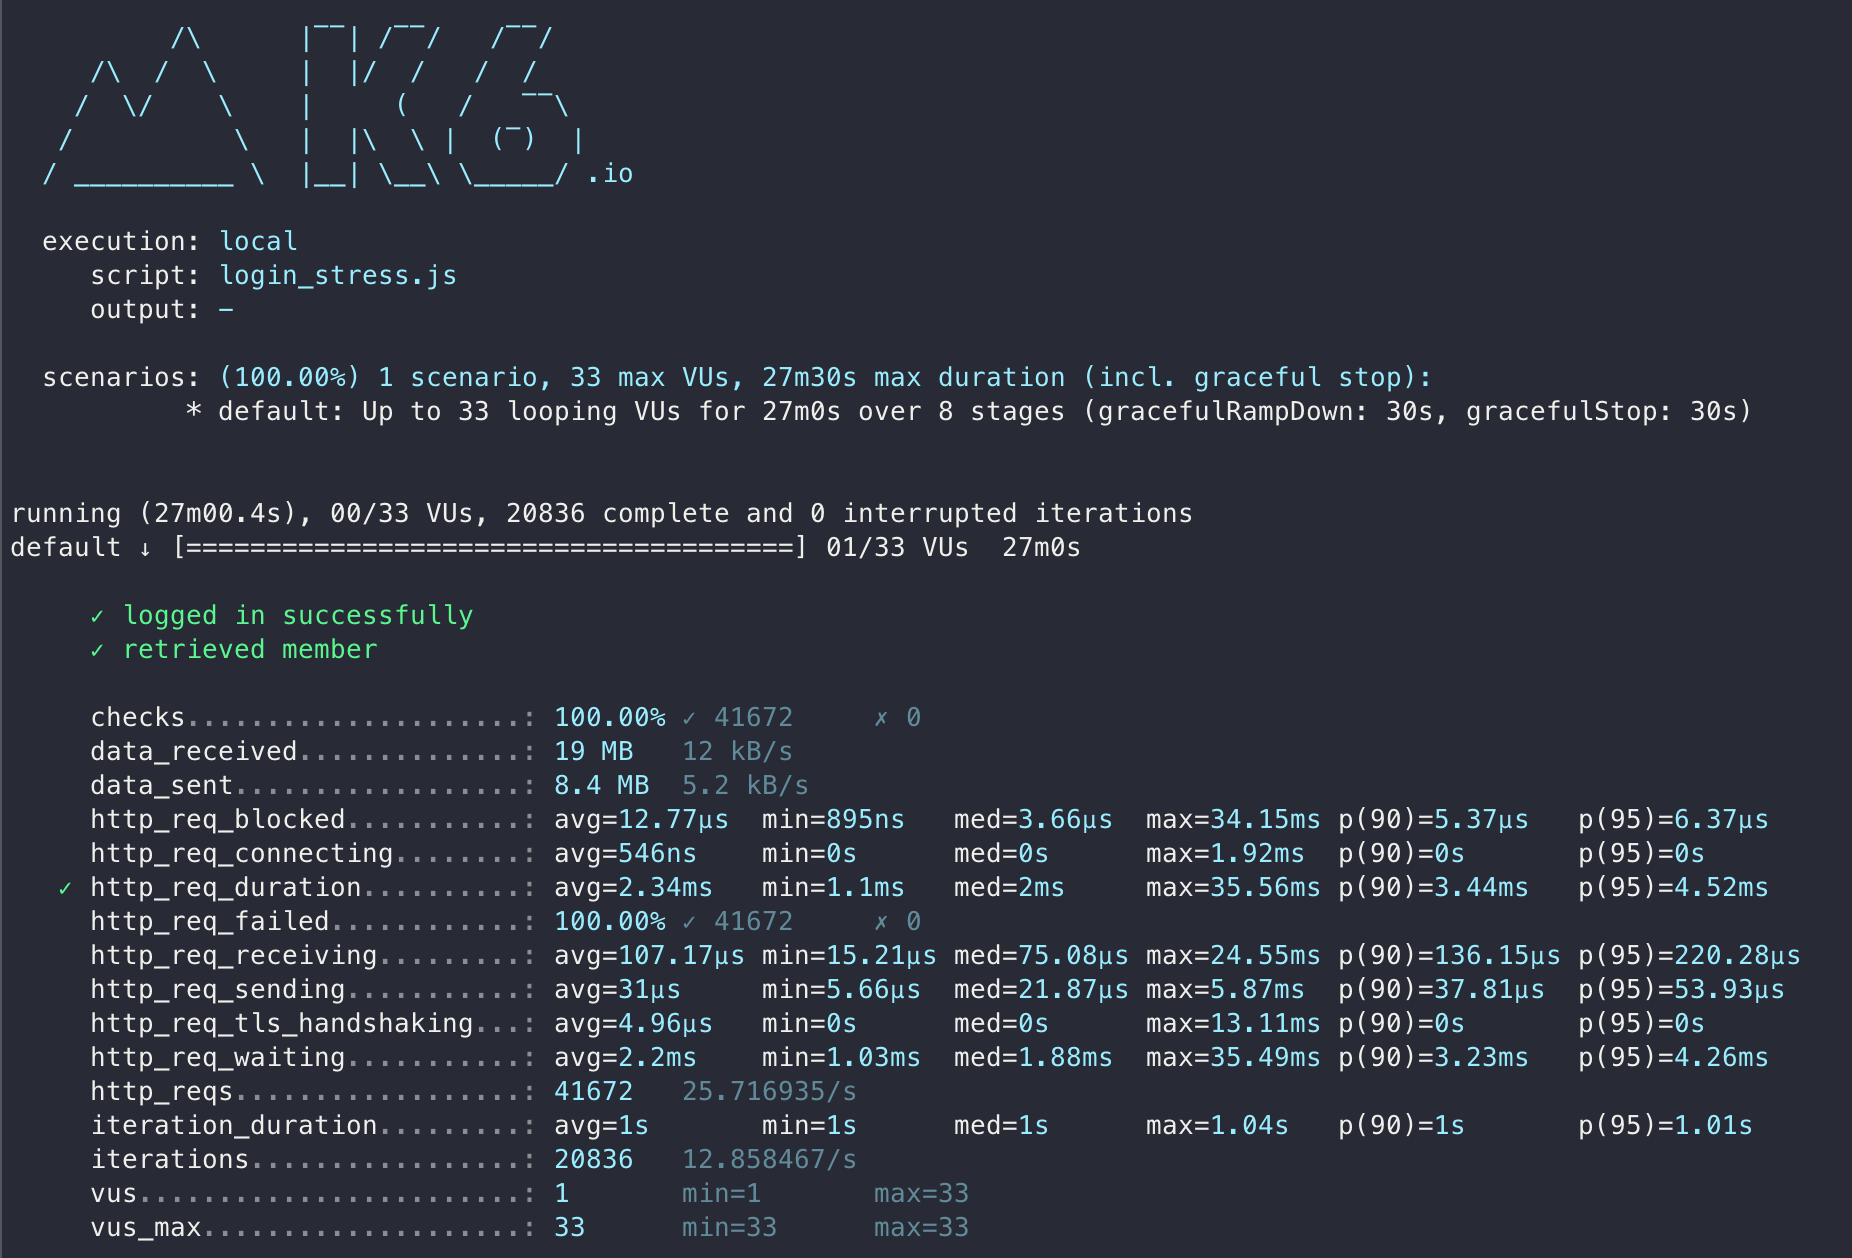 /\      |‾‾| /‾‾/   /‾‾/
    /\  /  \     |  |/  /   /  /
   /  \/    \    |     (   /   ‾‾\
  /          \   |  |\  \ |  (‾)  |
 / __________ \  |__| \__\ \_____/ .io
execution: local
script: login_stress.js
output: -
scenarios: (100.00%) 1 scenario, 33 max VUs, 27m30s max duration (incl. graceful stop):
* default: Up to 33 looping VUs for 27m0s over 8 stages (gracefulRampDown: 30s, gracefulStop: 30s)
running (27m00.4s), 00/33 VUs, 20836 complete and 0 interrupted iterations
default ↓ [======================================] 01/33 VUs  27m0s
✓ logged in successfully
✓ retrieved member
checks.....................: 100.00% ✓ 41672     ✗ 0
data_received..............: 19 MB   12 kB/s
data_sent..................: 8.4 MB  5.2 kB/s
http_req_blocked...........: avg=12.77µs  min=895ns   med=3.66µs  max=34.15ms p(90)=5.37µs   p(95)=6.37µs
http_req_connecting........: avg=546ns    min=0s      med=0s      max=1.92ms  p(90)=0s       p(95)=0s
✓ http_req_duration..........: avg=2.34ms   min=1.1ms   med=2ms     max=35.56ms p(90)=3.44ms   p(95)=4.52ms
http_req_failed............: 100.00% ✓ 41672     ✗ 0
http_req_receiving.........: avg=107.17µs min=15.21µs med=75.08µs max=24.55ms p(90)=136.15µs p(95)=220.28µs
http_req_sending...........: avg=31µs     min=5.66µs  med=21.87µs max=5.87ms  p(90)=37.81µs  p(95)=53.93µs
http_req_tls_handshaking...: avg=4.96µs   min=0s      med=0s      max=13.11ms p(90)=0s       p(95)=0s
http_req_waiting...........: avg=2.2ms    min=1.03ms  med=1.88ms  max=35.49ms p(90)=3.23ms   p(95)=4.26ms
http_reqs..................: 41672   25.716935/s
iteration_duration.........: avg=1s       min=1s      med=1s      max=1.04s   p(90)=1s       p(95)=1.01s
iterations.................: 20836   12.858467/s
vus........................: 1       min=1       max=33
vus_max....................: 33      min=33      max=33